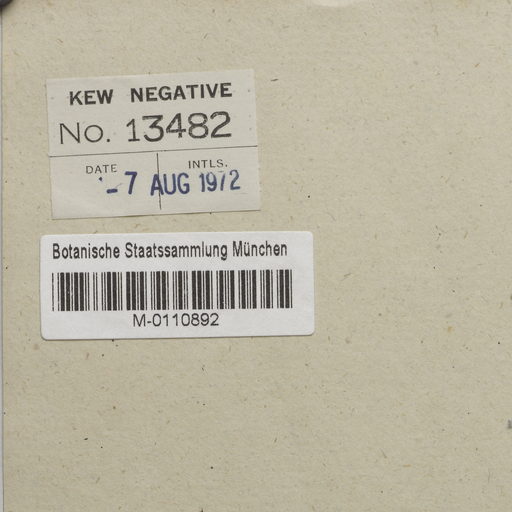 KEW NEGATIVE
No. 13482
DATE INTLS.
-7 AUG 1972
Botanische Staatssammlung München
M-0110892